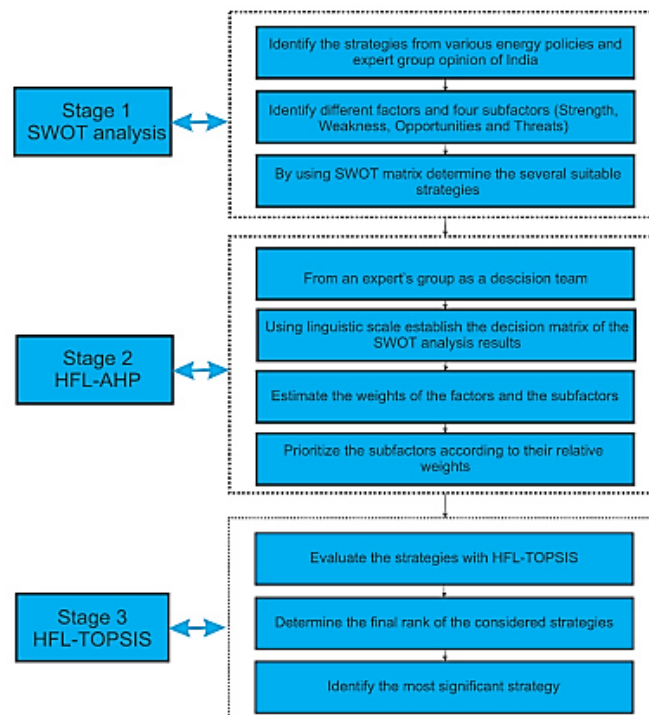 Stage 1
SWOT analysis
Identify the strategies from various energy policies and
expert group opinion of India
Identify different factors and four subfactors (Strength,
Weakness, Opportunities and Threats)
By using SWOT matrix determine the several suitable
strategies
Stage 2
HFL-AHP
From an expert's group as a descision team
Using linguistic scale establish the decision matrix of the
SWOT analysis results
Estimate the weights of the factors and the subfactors
Prioritize the subfactors according to their relative
weights
Stage 3
HFL-TOPSIS
Evaluate the strategies with HFL-TOPSIS
Determine the final rank of the considered strategies
Identify the most significant strategy